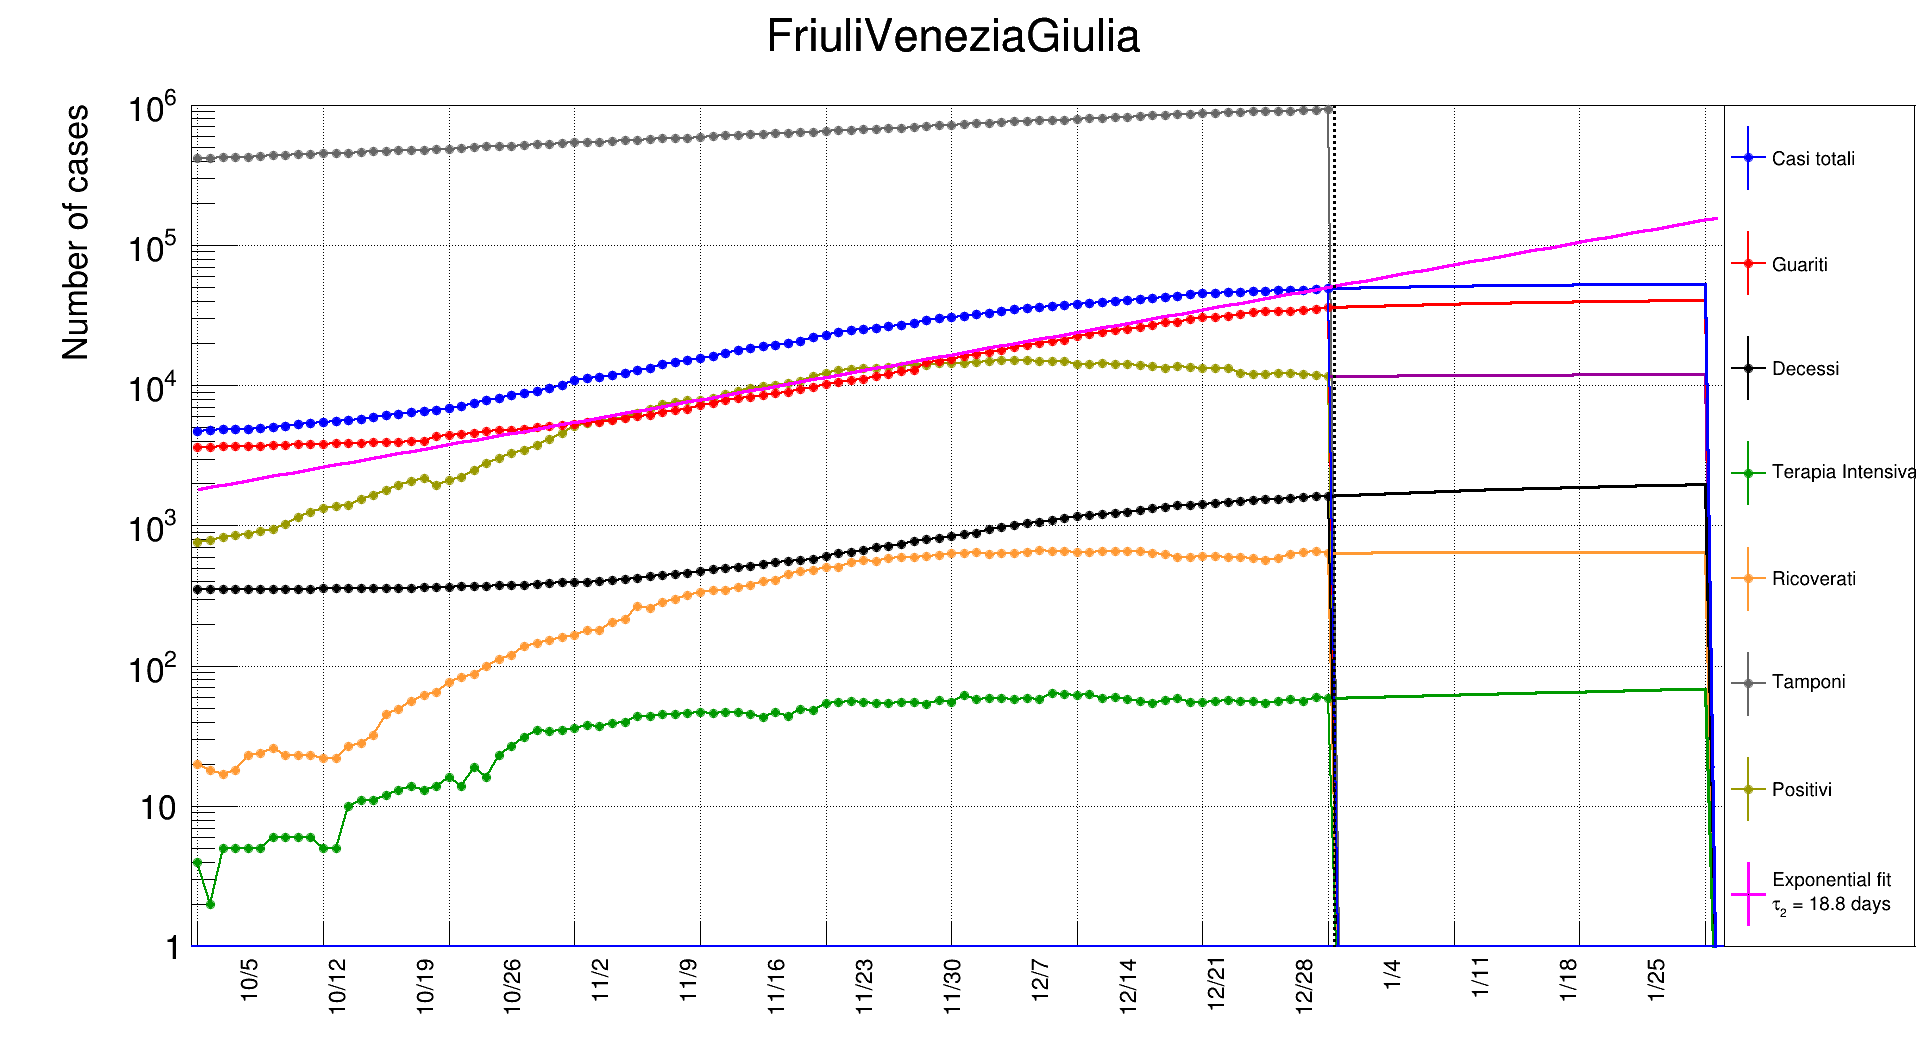 FriuliVeneziaGiulia
Number of cases
10^6
10^5
10^4
10^3
10^2
10
1
10/5
10/12
10/19
10/26
11/2
11/9
11/16
11/23
11/30
12/7
12/14
12/21
12/28
1/4
1/11
1/18
1/25
Casi totali
Guariti
Decessi
Terapia Intensiva
Ricoverati
Tamponi
Positivi
Exponential fit
τ_2 = 18.8 days